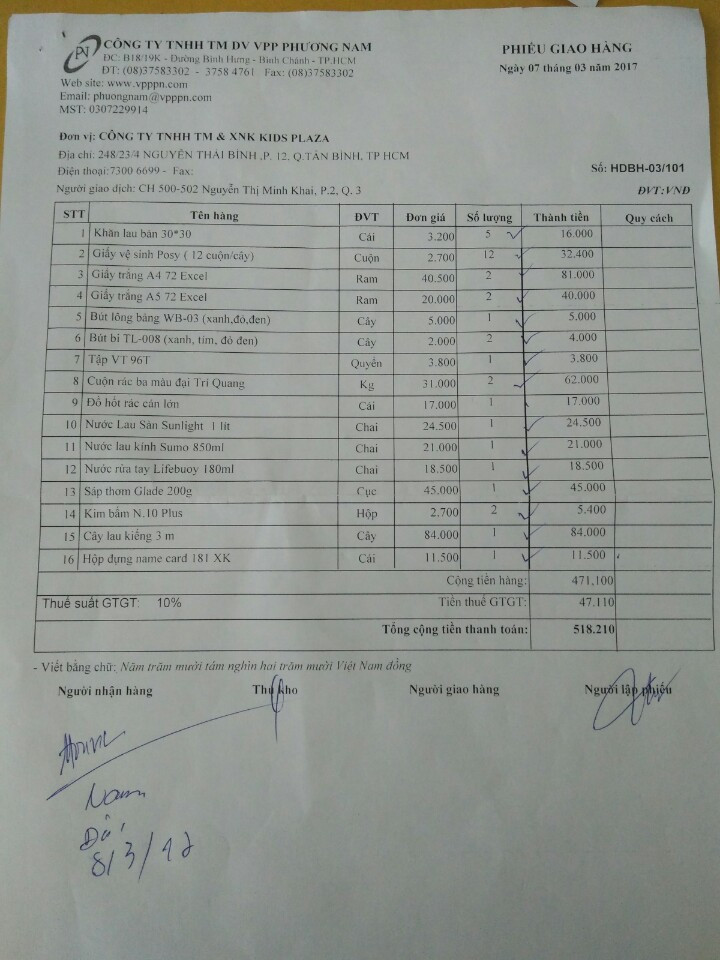 CÔNG TY TNHH TM DV VPP PHƯƠNG NAM
ĐC: B18/19K - Đường Bình Hưng - Bình Chánh - TP.HCM
ĐT: (08)37583302 - 3758 4761 Fax: (08)37583302
Web site: www.vpppn.com
Email: phuongnam@vpppn.com
MST: 0307229914
PHIẾU GIAO HÀNG
Ngày 07 tháng 03 năm 2017
Đơn vị: CÔNG TY TNHH TM & XNK KIDS PLAZA
Địa chỉ: 248/23/4 NGUYỄN THÁI BÌNH ,P. 12, Q.TÂN BÌNH, TP HCM
Điện thoại:7300 6699 - Fax: Số: HDBH-03/101
Người giao dịch: CH 500-502 Nguyễn Thị Minh Khai, P.2, Q. 3 ĐVT:VNĐ
STT Tên hàng ĐVT Đơn giá Số lượng Thành tiền Quy cách
1 Khăn lau bàn 30*30 Cái 3.200 5 16.000
2 Giấy vệ sinh Posy ( 12 cuộn/cây) Cuộn 2.700 12 32.400
3 Giấy trắng A4 72 Excel Ram 40.500 2 81.000
4 Giấy trắng A5 72 Excel Ram 20.000 2 40.000
5 Bút lông bảng WB-03 (xanh,đỏ,đen) Cây 5.000 1 5.000
6 Bút bi TL-008 (xanh, tím, đỏ đen) Cây 2.000 2 4.000
7 Tập VT 96T Quyển 3.800 1 3.800
8 Cuộn rác ba màu đại Trí Quang Kg 31.000 2 62.000
9 Đồ hốt rác cán lớn Cái 17.000 1 17.000
10 Nước Lau Sàn Sunlight 1 lít Chai 24.500 1 24.500
11 Nước lau kính Sumo 850ml Chai 21.000 1 21.000
12 Nước rửa tay Lifebuoy 180ml Chai 18.500 1 18.500
13 Sáp thơm Glade 200g Cục 45.000 1 45.000
14 Kim bấm N.10 Plus Hộp 2.700 2 5.400
15 Cây lau kiếng 3 m Cây 84.000 1 84.000
16 Hộp đựng name card 181 XK Cái 11.500 1 11.500
Cộng tiền hàng: 471,100
Thuế suất GTGT: 10% Tiền thuế GTGT: 47.110
Tổng cộng tiền thanh toán: 518.210
- Viết bằng chữ: Năm trăm mười tám nghìn hai trăm mười Việt Nam đồng
Người nhận hàng Thủ kho Người giao hàng Người lập phiếu
Nam
8/3/17